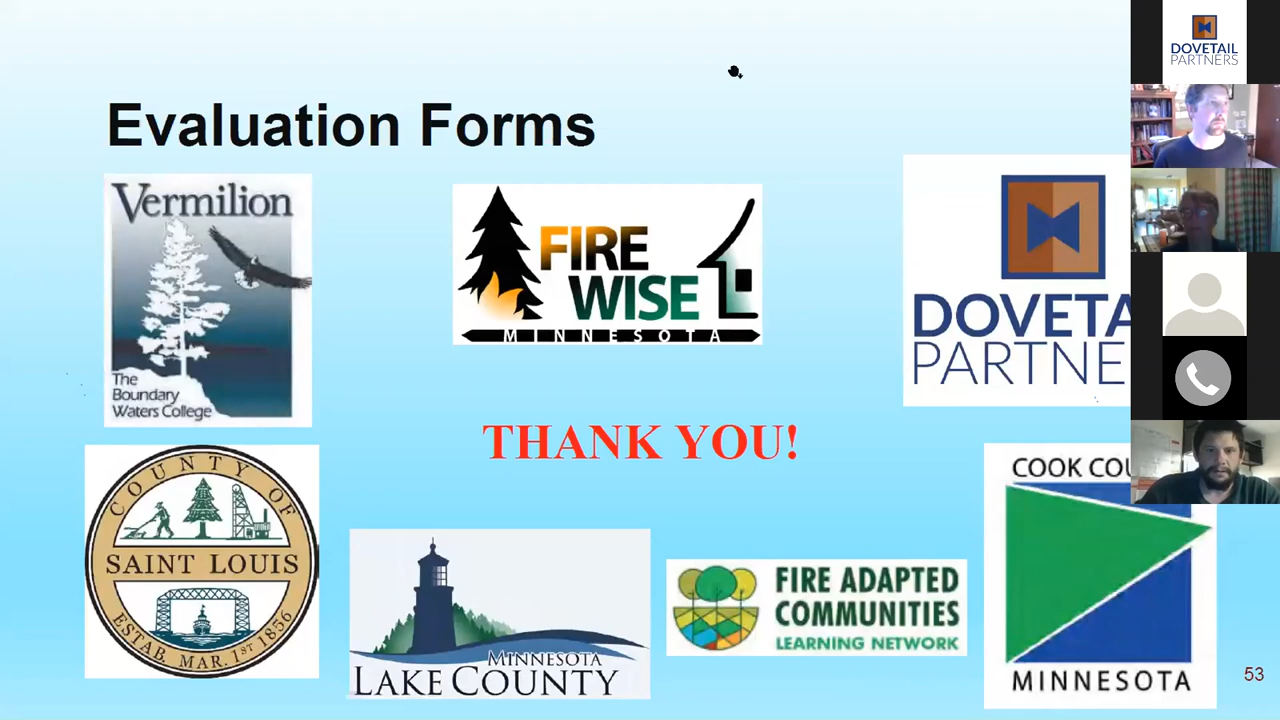 Evaluation Forms
Vermilion
The
Boundary
Waters College
FIRE
WISE
MINNESOTA
DOVETA
PARTNE
DOVETAIL
PARTNERS
THANK YOU!
COUNTY OF
SAINT LOUIS
ESTAB. MAR. 1ST 1856
MINNESOTA
LAKE COUNTY
FIRE ADAPTED
COMMUNITIES
LEARNING NETWORK
COOK COU
MINNESOTA
53